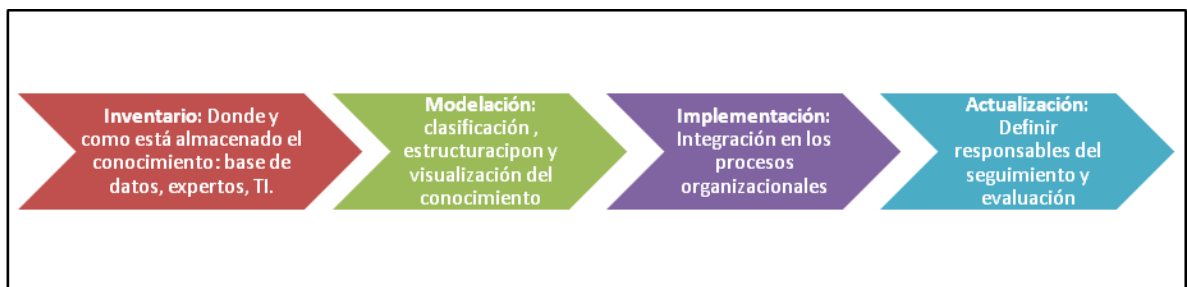 Inventario: Donde y
como está almacenado el
conocimiento: base de
datos, expertos, TI.
Modelación:
clasificación ,
estructuracipon y
visualización del
conocimiento
Implementación:
Integración en los
procesos
organizacionales
Actualización:
Definir
responsables del
seguimiento y
evaluación